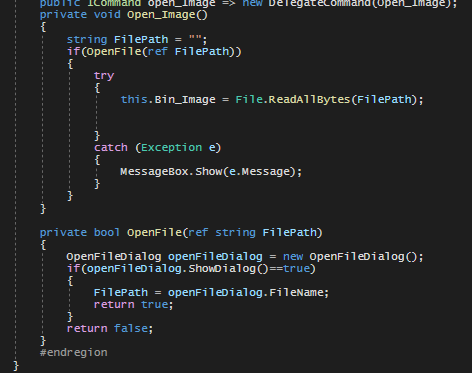 public ICommand open_Image => new DelegateCommand(Open_Image);
private void Open_Image()
{
string FilePath = "";
if(OpenFile(ref FilePath))
{
try
{
this.Bin_Image = File.ReadAllBytes(FilePath);
}
catch (Exception e)
{
MessageBox.Show(e.Message);
}
}
}
private bool OpenFile(ref string FilePath)
{
OpenFileDialog openFileDialog = new OpenFileDialog();
if(openFileDialog.ShowDialog()==true)
{
FilePath = openFileDialog.FileName;
return true;
}
return false;
}
#endregion
}